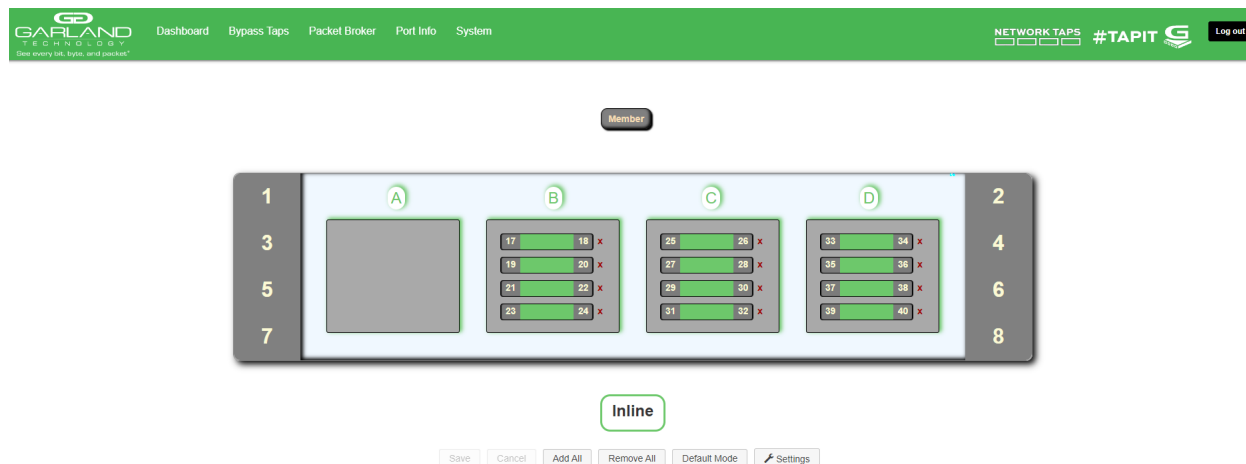 GARLAND
TECHNOLOGY
See every bit, byte, and packet®
Dashboard Bypass Taps Packet Broker Port Info System
NETWORK TAPS
#TAPIT
Log out
Member
1 A B C D 2
3 17 18 x 25 26 x 33 34 x 4
19 20 x 27 28 x 35 36 x
5 21 22 x 29 30 x 37 38 x 6
23 24 x 31 32 x 39 40 x
7 8
Inline
Save Cancel Add All Remove All Default Mode Settings